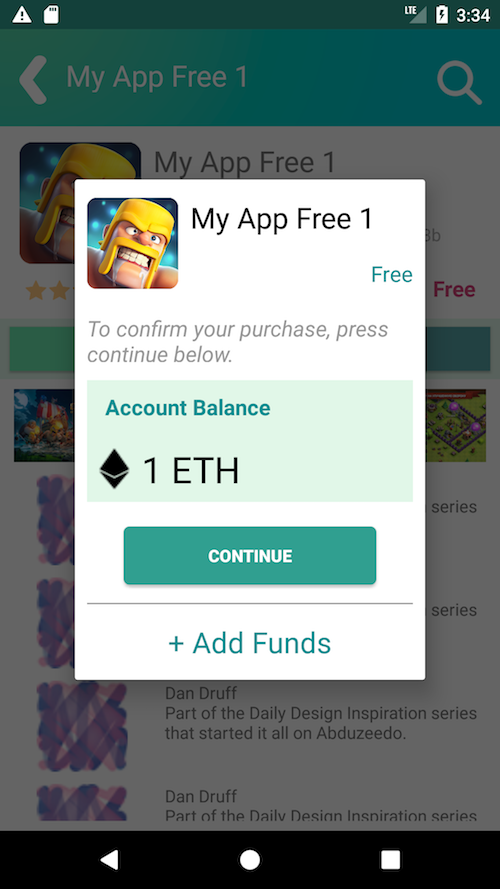 LTE 3:34
My App Free 1
My App Free 1
My App Free 1
Free
Free
To confirm your purchase, press
continue below.
Account Balance
1 ETH
series
CONTINUE
series
+ Add Funds
Dan Druff
Part of the Daily Design Inspiration series
that started it all on Abduzeedo.
Dan Druff
Part of the Daily Design Inspiration series